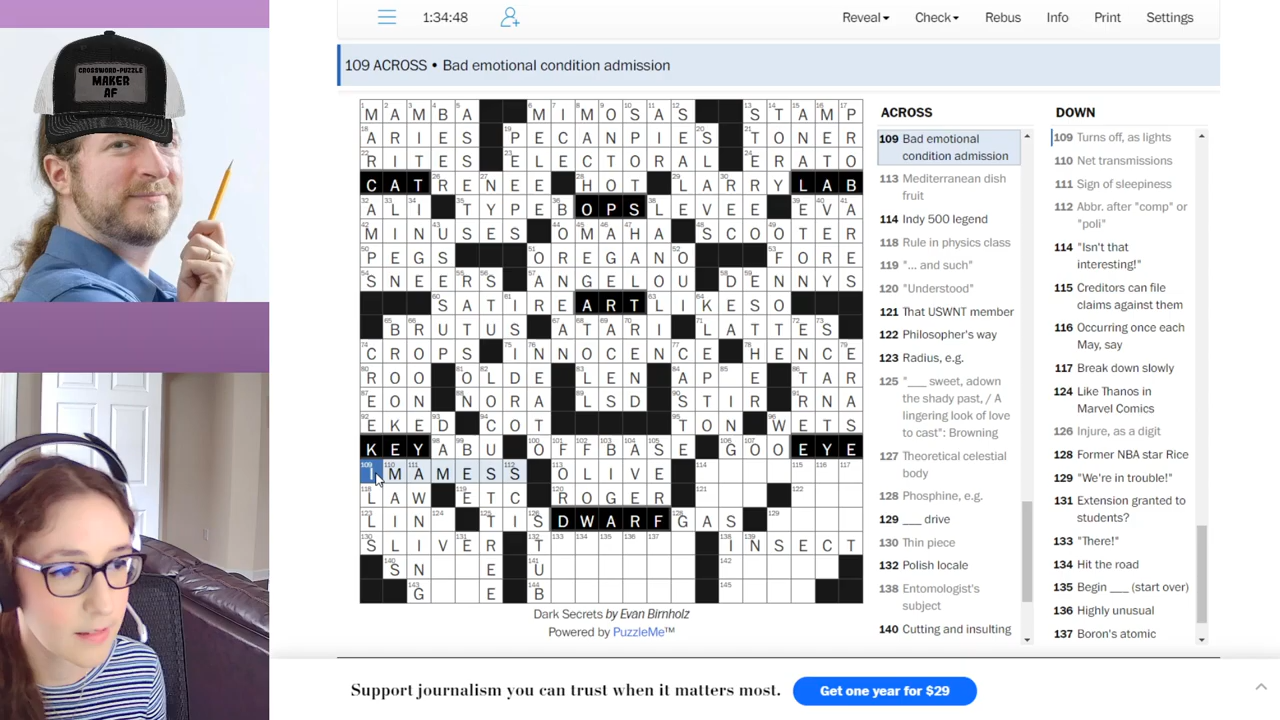 1:34:48
Reveal Check Rebus Info Print Settings
109 ACROSS • Bad emotional condition admission
CROSSWORD-PUZZLE
MAKER
AF
M A M B A M I M O S A S S T A M P
A R I E S P E C A N P I E S T O N E R
R I T E S E L E C T O R A L E R A T O
C A T R E N E E H O T L A R R Y L A B
A L I T Y P E B O P S L E V E E E V A
M I N U S E S O M A H A S C O O T E R
P E G S O R E G A N O F O R E
S N E E R S A N G E L O U D E N N Y S
S A T I R E A R T L I K E S O
B R U T U S A T A R I L A T T E S
C R O P S I N N O C E N C E H E N C E
R O O O L D E L E N A P E T A R
E O N N O R A L S D S T I R R N A
E K E D C O T T O N W E T S
K E Y A B U O F F B A S E G O O E Y E
I M A M E S S O L I V E
L A W E T C R O G E R
L I N T I S D W A R F G A S
S L I V E R T I N S E C T
S N E U
G E B
Dark Secrets by Evan Birnholz
Powered by PuzzleMe™
ACROSS
109 Bad emotional
condition admission
113 Mediterranean dish
fruit
114 Indy 500 legend
118 Rule in physics class
119 "... and such"
120 "Understood"
121 That USWNT member
122 Philosopher's way
123 Radius, e.g.
125 "___ sweet, adown
the shady past, / A
lingering look of love
to cast": Browning
127 Theoretical celestial
body
128 Phosphine, e.g.
129 ___ drive
130 Thin piece
132 Polish locale
138 Entomologist's
subject
140 Cutting and insulting
DOWN
109 Turns off, as lights
110 Net transmissions
111 Sign of sleepiness
112 Abbr. after "comp" or
"poli"
114 "Isn't that
interesting!"
115 Creditors can file
claims against them
116 Occurring once each
May, say
117 Break down slowly
124 Like Thanos in
Marvel Comics
126 Injure, as a digit
128 Former NBA star Rice
129 "We're in trouble!"
131 Extension granted to
students?
133 "There!"
134 Hit the road
135 Begin ___ (start over)
136 Highly unusual
137 Boron's atomic
Support journalism you can trust when it matters most.
Get one year for $29